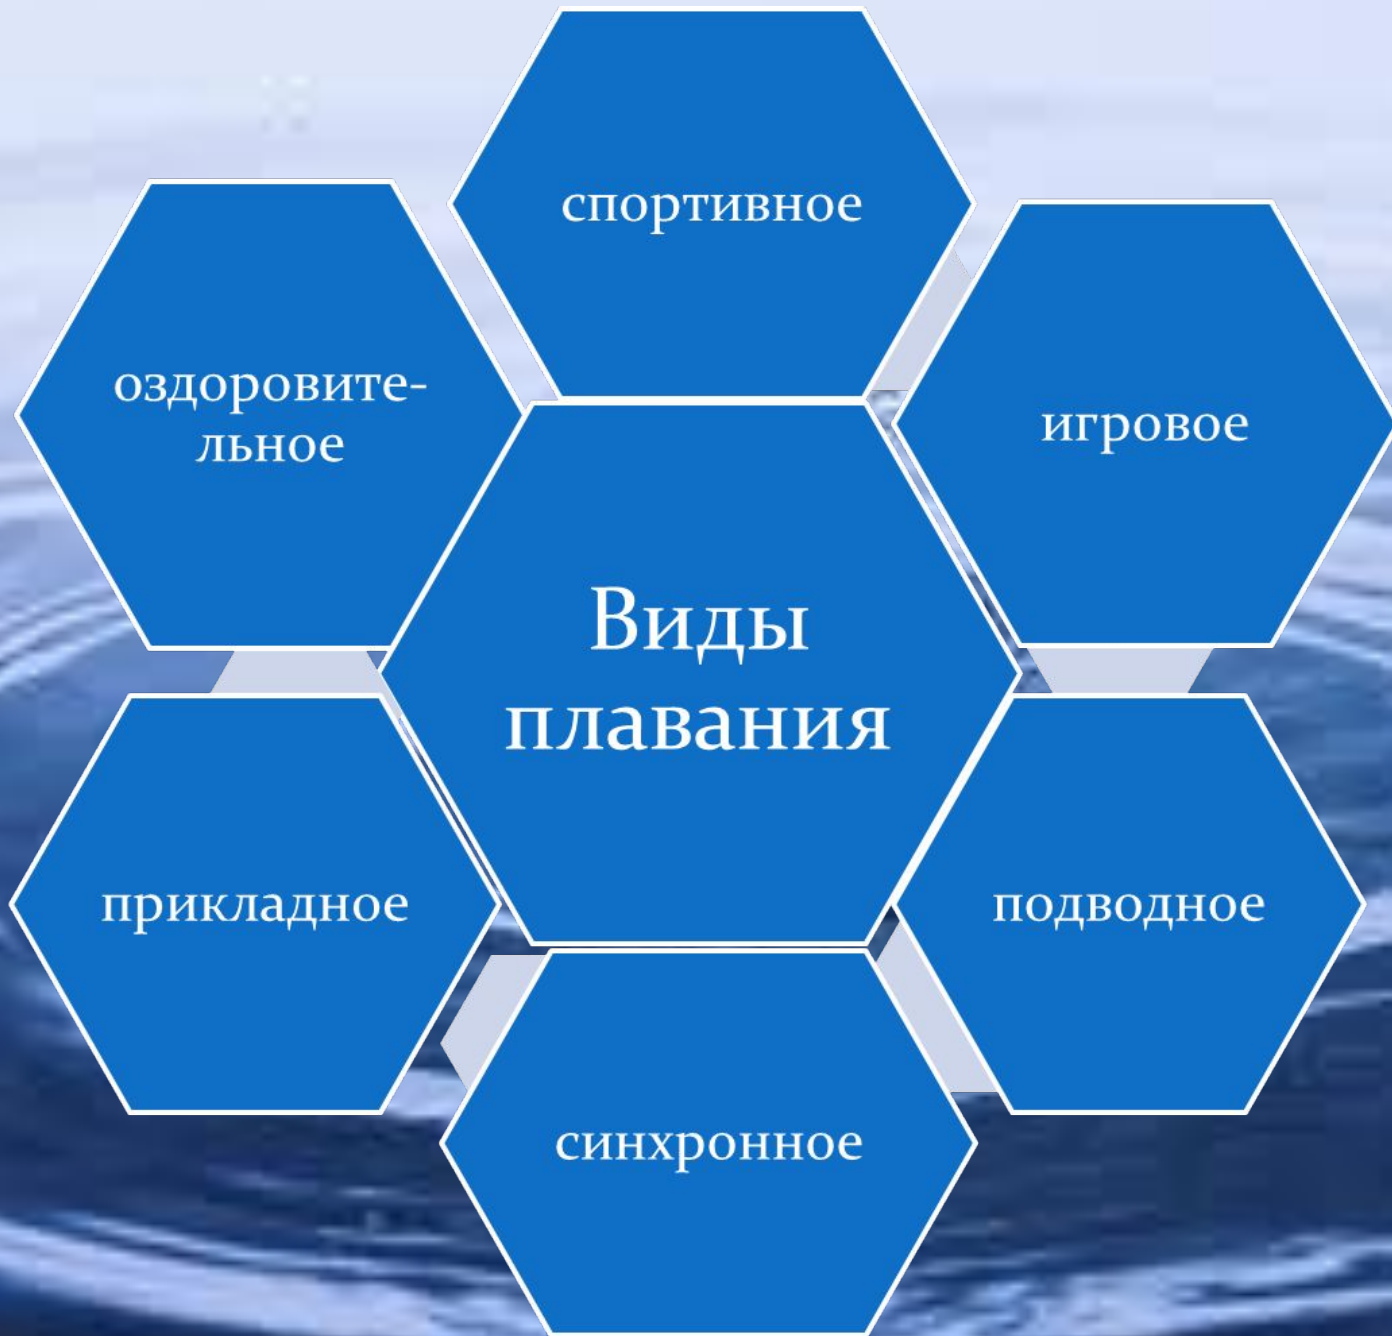 спортивное
оздоровите-
льное
игровое
Виды
плавания
прикладное
подводное
синхронное